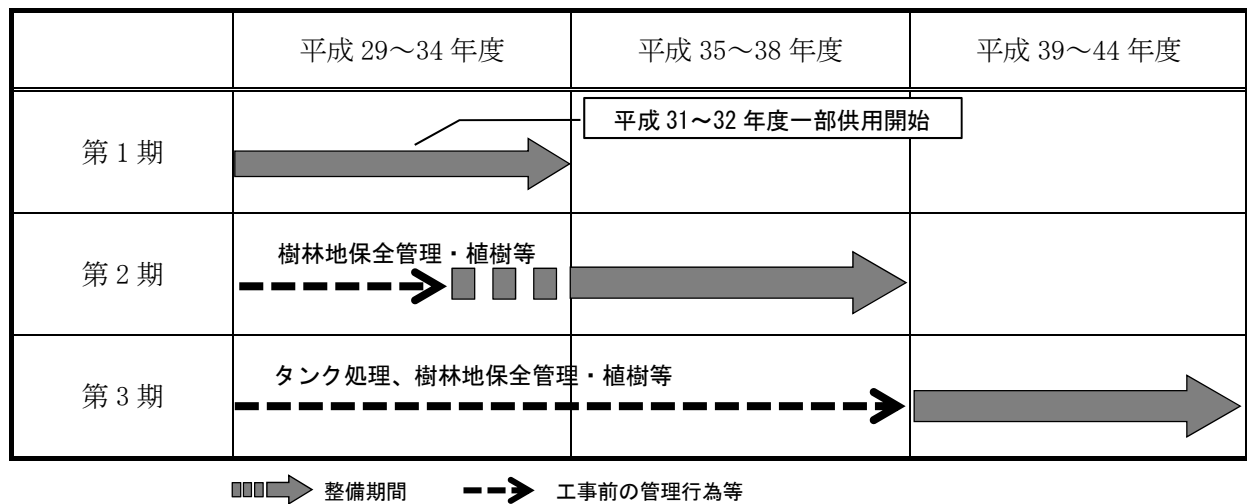 平成 29～34 年度
平成 35～38 年度
平成 39～44 年度
第 1 期
平成 31～32 年度一部供用開始
第 2 期
樹林地保全管理・植樹等
第 3 期
タンク処理、樹林地保全管理・植樹等
整備期間
工事前の管理行為等